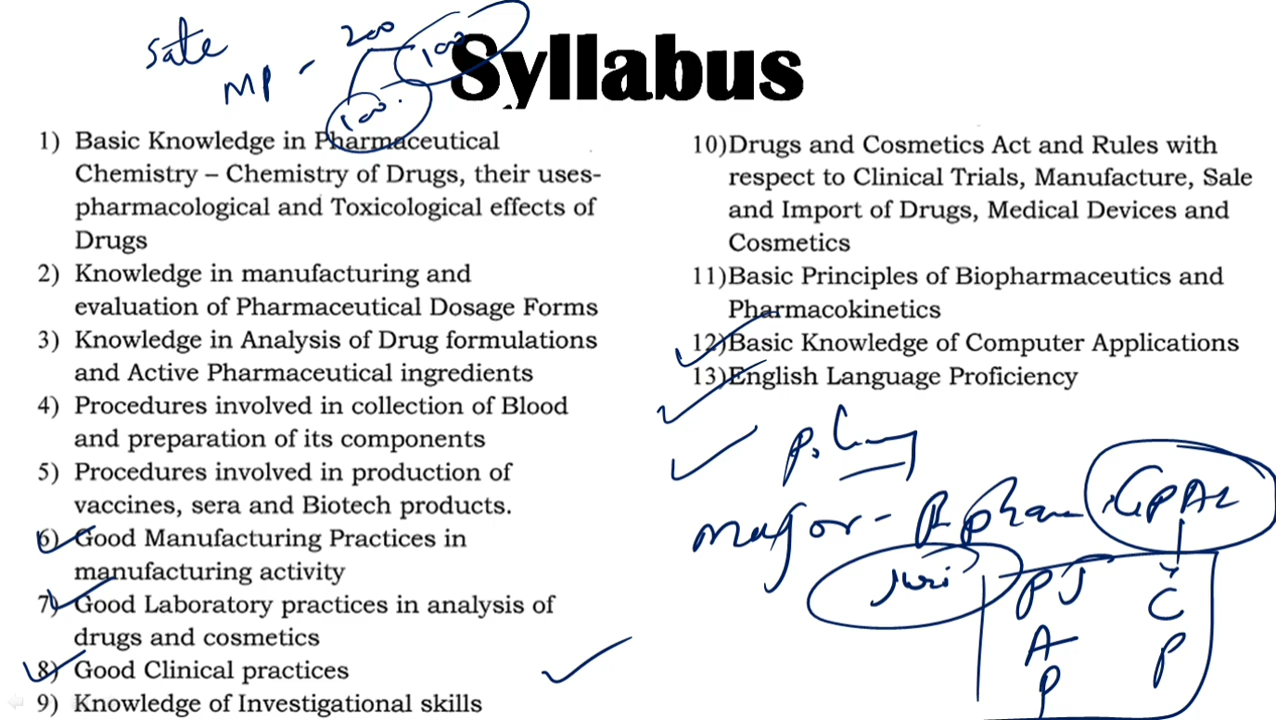 Sate
MP - 200
100
100
Syllabus
1) Basic Knowledge in Pharmaceutical
Chemistry – Chemistry of Drugs, their uses-
pharmacological and Toxicological effects of
Drugs
2) Knowledge in manufacturing and
evaluation of Pharmaceutical Dosage Forms
3) Knowledge in Analysis of Drug formulations
and Active Pharmaceutical ingredients
4) Procedures involved in collection of Blood
and preparation of its components
5) Procedures involved in production of
vaccines, sera and Biotech products.
6) Good Manufacturing Practices in
manufacturing activity
7) Good Laboratory practices in analysis of
drugs and cosmetics
8) Good Clinical practices
9) Knowledge of Investigational skills
10)Drugs and Cosmetics Act and Rules with
respect to Clinical Trials, Manufacture, Sale
and Import of Drugs, Medical Devices and
Cosmetics
11)Basic Principles of Biopharmaceutics and
Pharmacokinetics
12)Basic Knowledge of Computer Applications
13)English Language Proficiency
Major - B pharm
Juri
PJ C
A P
P